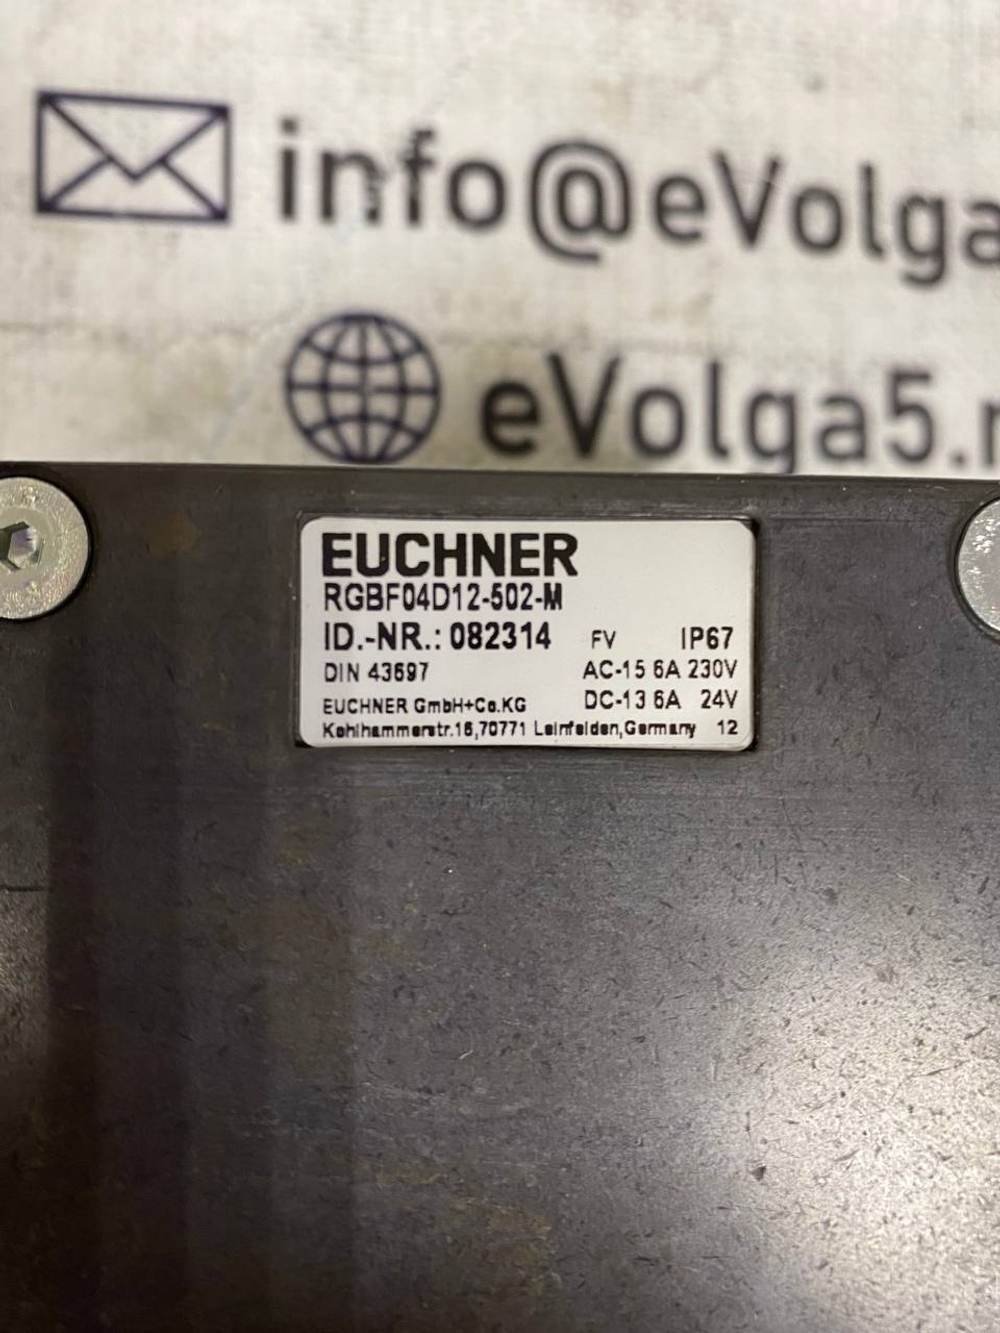 info@eVolga
eVolga5.r
EUCHNER
RGBF04D12-502-M
ID.-NR.: 082314 FV IP67
DIN 43697 AC-15 6A 230V
EUCHNER GmbH+Co.KG DC-13 6A 24V
Kohlhammerstr.16,70771 Leinfelden,Germany 12